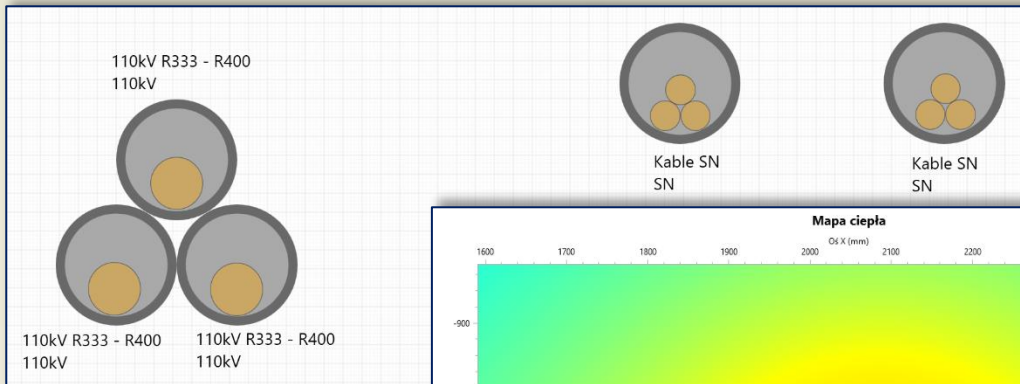 110kV R333 - R400
110kV
Kable SN
SN
Kable SN
SN
110kV R333 - R400
110kV
110kV R333 - R400
110kV
Mapa ciepła
Oś X (mm)
1600 1700 1800 1900 2000 2100 2200
-900